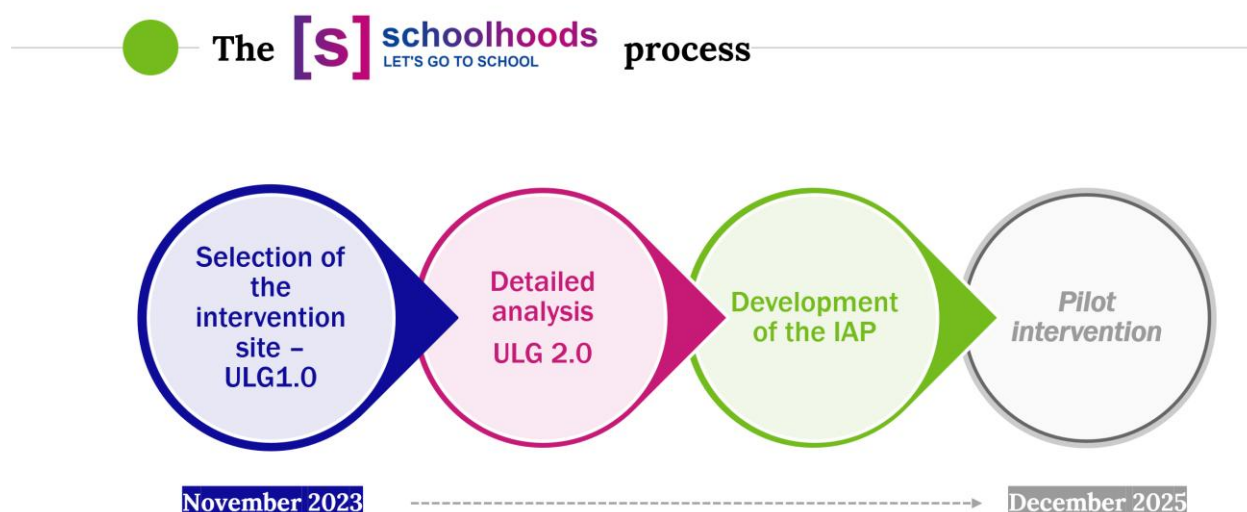 The [s] schoolhoods process
LET'S GO TO SCHOOL
Selection of
the
intervention
site –
ULG1.0
Detailed
analysis
ULG 2.0
Development
of the IAP
Pilot
intervention
November 2023
December 2025